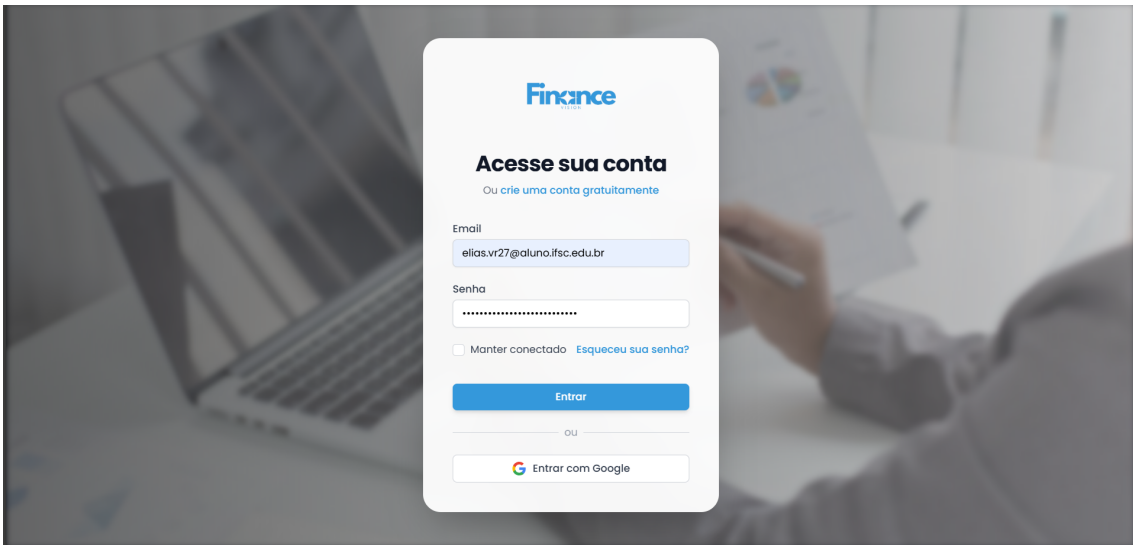 Finance
VISION
Acesse sua conta
Ou crie uma conta gratuitamente
Email
elias.vr27@aluno.ifsc.edu.br
Senha
••••••••••••••••••••••••••
Manter conectado Esqueceu sua senha?
Entrar
ou
Entrar com Google